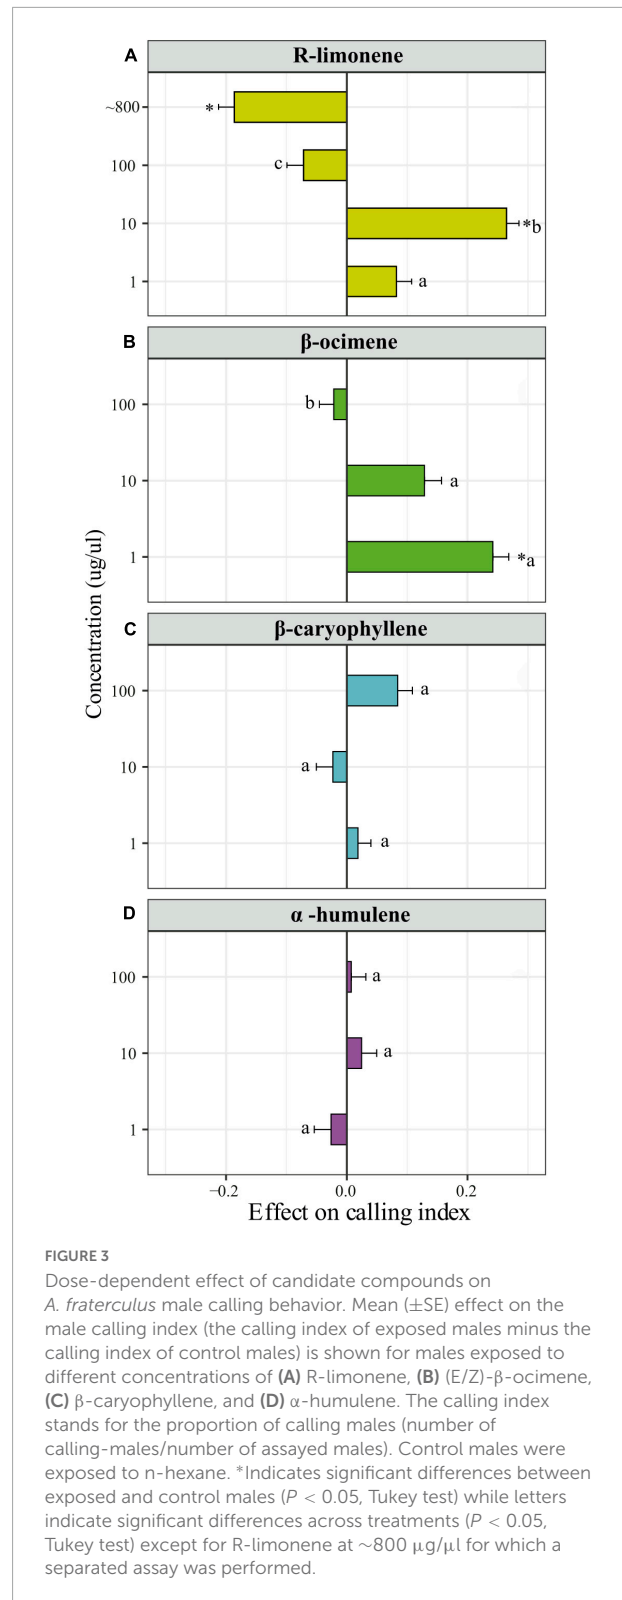 A
R-limonene
~800
*
100
c
10
*b
1
a
B
β-ocimene
100
b
10
a
1
*a
Concentration (ug/ul)
C
β-caryophyllene
100
a
10
a
1
a
D
α -humulene
100
a
10
a
1
a
−0.2 0.0 0.2
Effect on calling index
FIGURE 3
Dose-dependent effect of candidate compounds on
A. fraterculus male calling behavior. Mean (±SE) effect on the
male calling index (the calling index of exposed males minus the
calling index of control males) is shown for males exposed to
different concentrations of (A) R-limonene, (B) (E/Z)-β-ocimene,
(C) β-caryophyllene, and (D) α-humulene. The calling index
stands for the proportion of calling males (number of
calling-males/number of assayed males). Control males were
exposed to n-hexane. *Indicates significant differences between
exposed and control males (P < 0.05, Tukey test) while letters
indicate significant differences across treatments (P < 0.05,
Tukey test) except for R-limonene at ~800 μg/μl for which a
separated assay was performed.